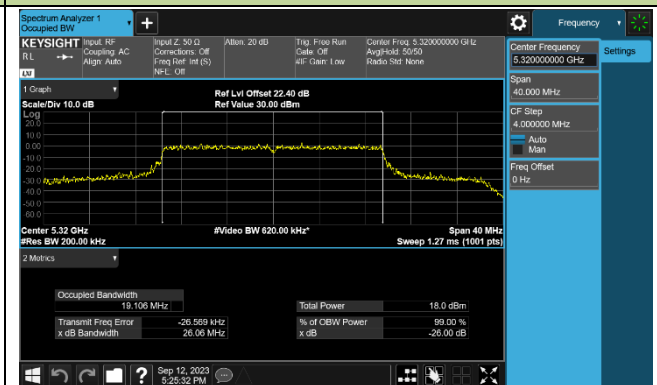 Spectrum Analyzer 1
Occupied BW
+
Frequency
KEYSIGHT
RL
LXI
Input: RF
Coupling: AC
Align: Auto
Input Z: 50 Ω
Corrections: Off
Freq Ref: Int (S)
NFE: Off
Atten: 20 dB
Trig: Free Run
Gate: Off
#IF Gain: Low
Center Freq: 5.320000000 GHz
Avg|Hold: 50/50
Radio Std: None
Center Frequency
5.320000000 GHz
Settings
Span
40.000 MHz
CF Step
4.000000 MHz
Auto
Man
Freq Offset
0 Hz
1 Graph
Scale/Div 10.0 dB
Ref Lvl Offset 22.40 dB
Ref Value 30.00 dBm
Log
20.0
10.0
0.00
-10.0
-20.0
-30.0
-40.0
-50.0
-60.0
Center 5.32 GHz
#Res BW 200.00 kHz
#Video BW 620.00 kHz*
Span 40 MHz
Sweep 1.27 ms (1001 pts)
2 Metrics
Occupied Bandwidth
19.106 MHz
Total Power 18.0 dBm
Transmit Freq Error -26.569 kHz
% of OBW Power 99.00 %
x dB Bandwidth 26.06 MHz
x dB -26.00 dB
?
Sep 12, 2023
5:25:32 PM